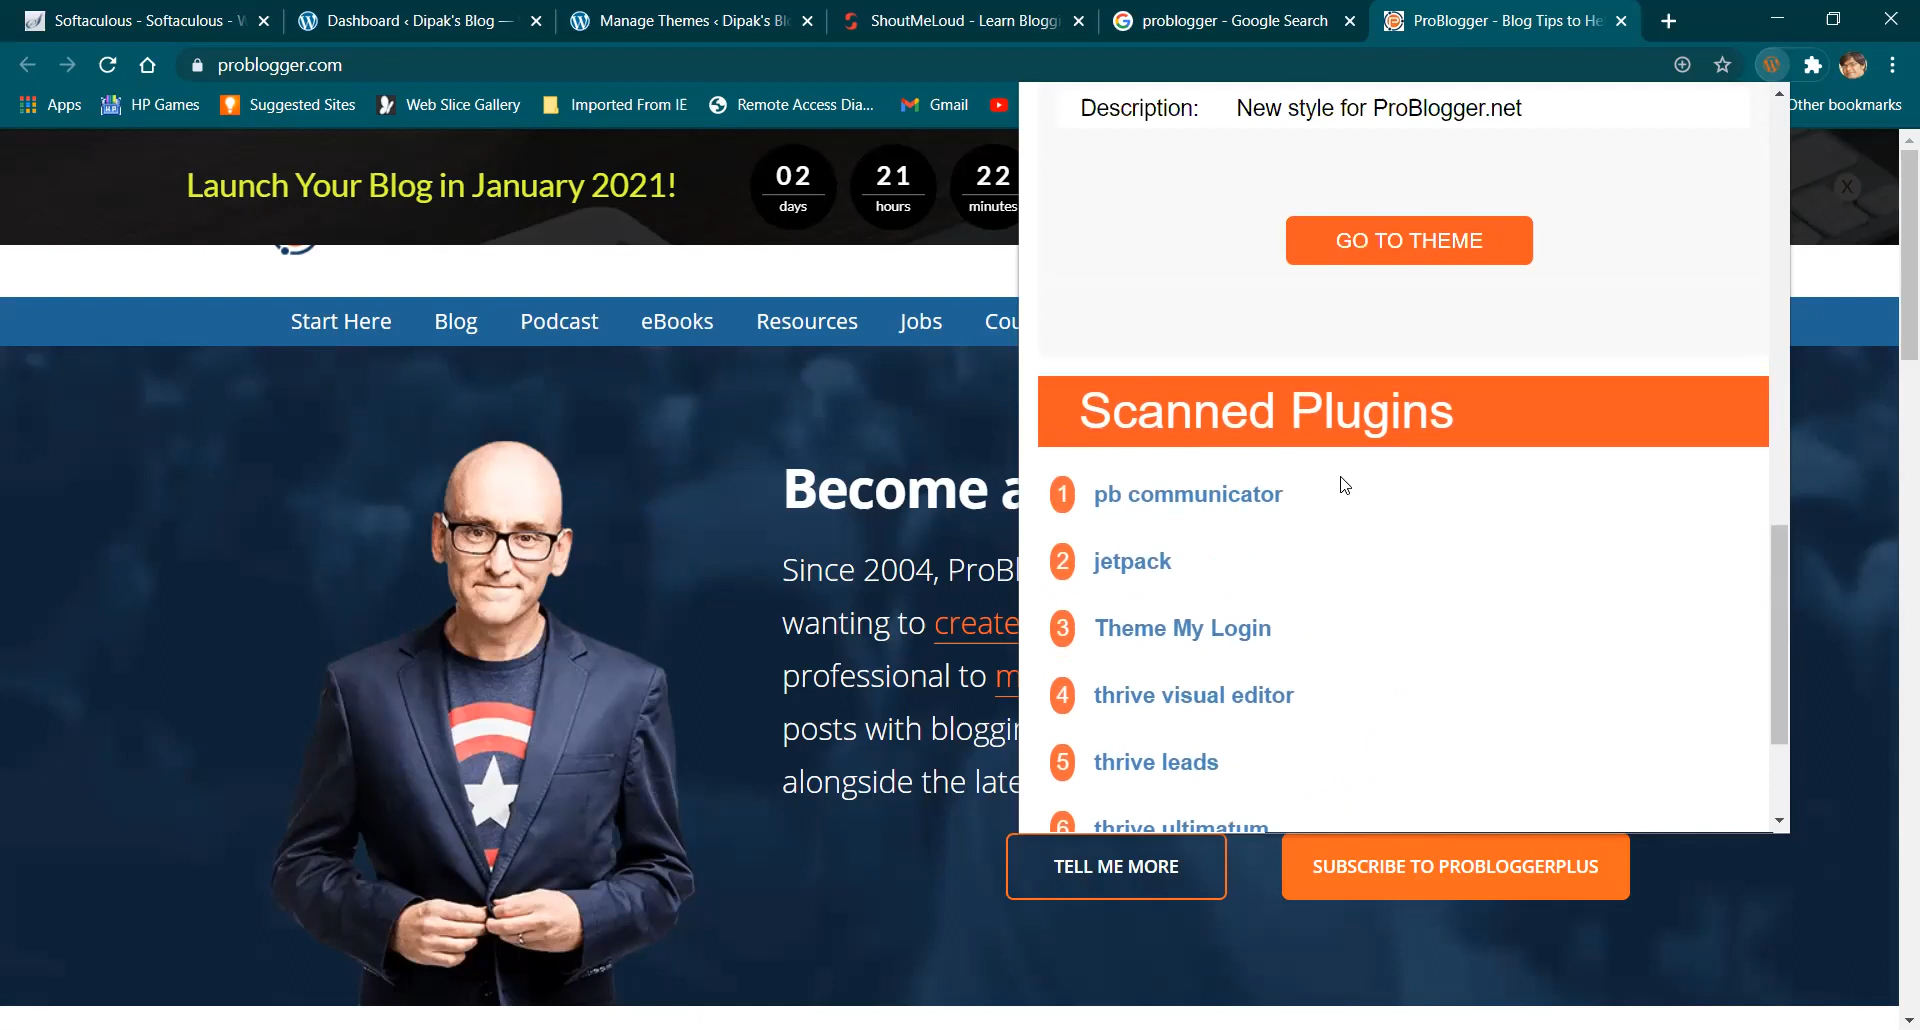 Softaculous - Softaculous - W
Dashboard ‹ Dipak's Blog —
Manage Themes ‹ Dipak's Bl
ShoutMeLoud - Learn Bloggi
problogger - Google Search
ProBlogger - Blog Tips to He
problogger.com
Apps
HP Games
Suggested Sites
Web Slice Gallery
Imported From IE
Remote Access Dia...
Gmail
Other bookmarks
Launch Your Blog in January 2021!
02
days
21
hours
22
minutes
X
Start Here
Blog
Podcast
eBooks
Resources
Jobs
Cou
Become a
Since 2004, ProBl
wanting to create
professional to m
posts with bloggin
alongside the late
TELL ME MORE
SUBSCRIBE TO PROBLOGGERPLUS
Description: New style for ProBlogger.net
GO TO THEME
Scanned Plugins
1 pb communicator
2 jetpack
3 Theme My Login
4 thrive visual editor
5 thrive leads
6 thrive ultimatum